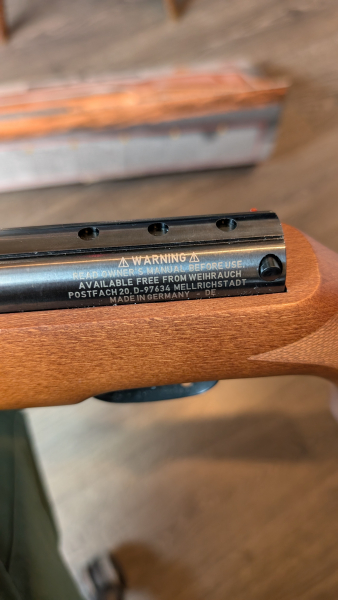 ⚠ WARNING ⚠
READ OWNER'S MANUAL BEFORE USE.
AVAILABLE FREE FROM WEIHRAUCH
POSTFACH 20, D-97634 MELLRICHSTADT
MADE IN GERMANY - DE